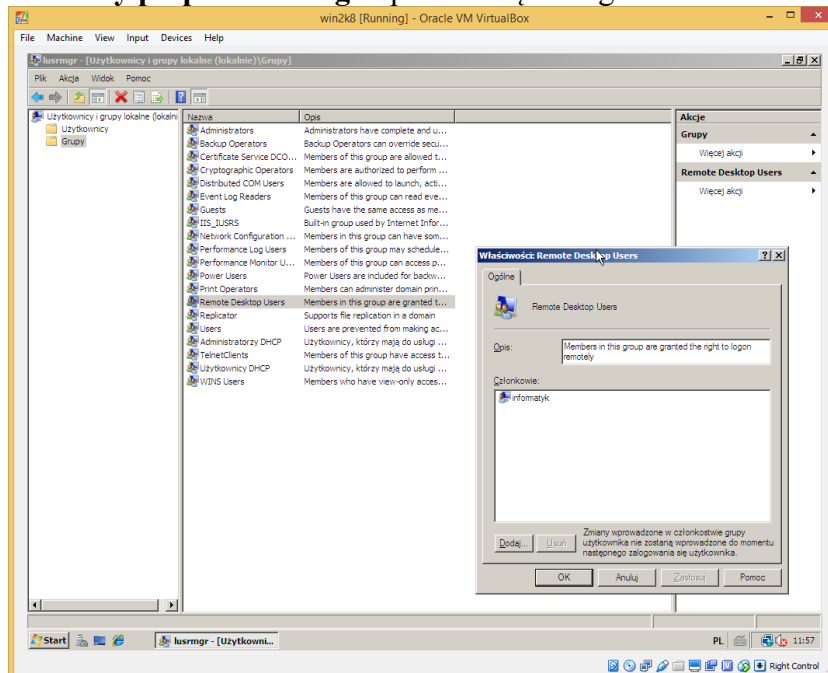 win2k8 [Running] - Oracle VM VirtualBox
File Machine View Input Devices Help
lusrmgr - [Użytkownicy i grupy lokalne (lokalnie)\Grupy]
Plik Akcja Widok Pomoc
Użytkownicy i grupy lokalne (lokalni
Użytkownicy
Grupy
Nazwa Opis
Administrators Administrators have complete and u...
Backup Operators Backup Operators can override secu...
Certificate Service DCO... Members of this group are allowed t...
Cryptographic Operators Members are authorized to perform ...
Distributed COM Users Members are allowed to launch, acti...
Event Log Readers Members of this group can read eve...
Guests Guests have the same access as me...
IIS_IUSRS Built-in group used by Internet Infor...
Network Configuration ... Members in this group can have som...
Performance Log Users Members of this group may schedule...
Performance Monitor U... Members of this group can access p...
Power Users Power Users are included for backw...
Print Operators Members can administer domain prin...
Remote Desktop Users Members in this group are granted t...
Replicator Supports file replication in a domain
Users Users are prevented from making ac...
Administratorzy DHCP Użytkownicy, którzy mają do usługi ...
TelnetClients Members of this group have access t...
Użytkownicy DHCP Użytkownicy, którzy mają do usługi ...
WINS Users Members who have view-only acces...
Akcje
Grupy
Więcej akcji
Remote Desktop Users
Więcej akcji
Właściwości: Remote Desktop Users
Ogólne
Remote Desktop Users
Opis: Members in this group are granted the right to logon
remotely
Członkowie:
informatyk
Dodaj... Usuń
Zmiany wprowadzone w członkostwie grupy
użytkownika nie zostaną wprowadzone do momentu
następnego zalogowania się użytkownika.
OK Anuluj Zastosuj Pomoc
Start lusrmgr - [Użytkowni... PL 11:57
Right Control